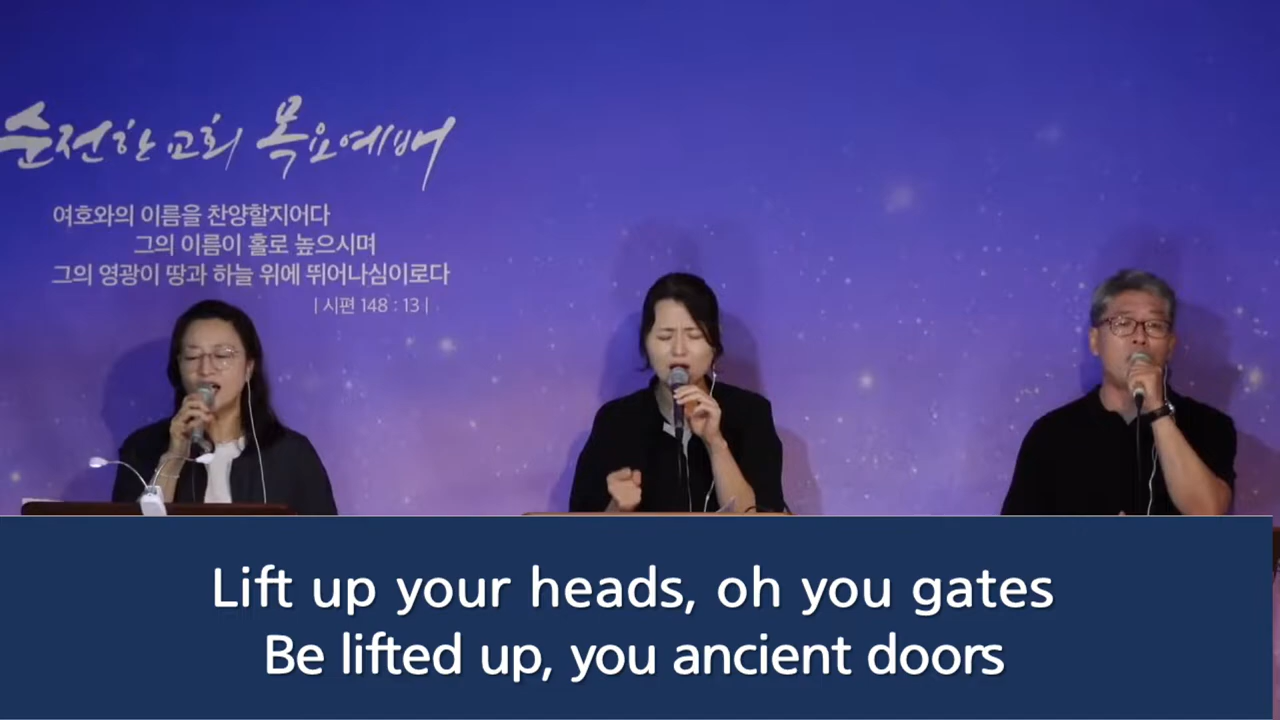 순전한 교회 목요예배
여호와의 이름을 찬양할지어다
그의 이름이 홀로 높으시며
그의 영광이 땅과 하늘 위에 뛰어나심이로다
| 시편 148 : 13 |
Lift up your heads, oh you gates
Be lifted up, you ancient doors